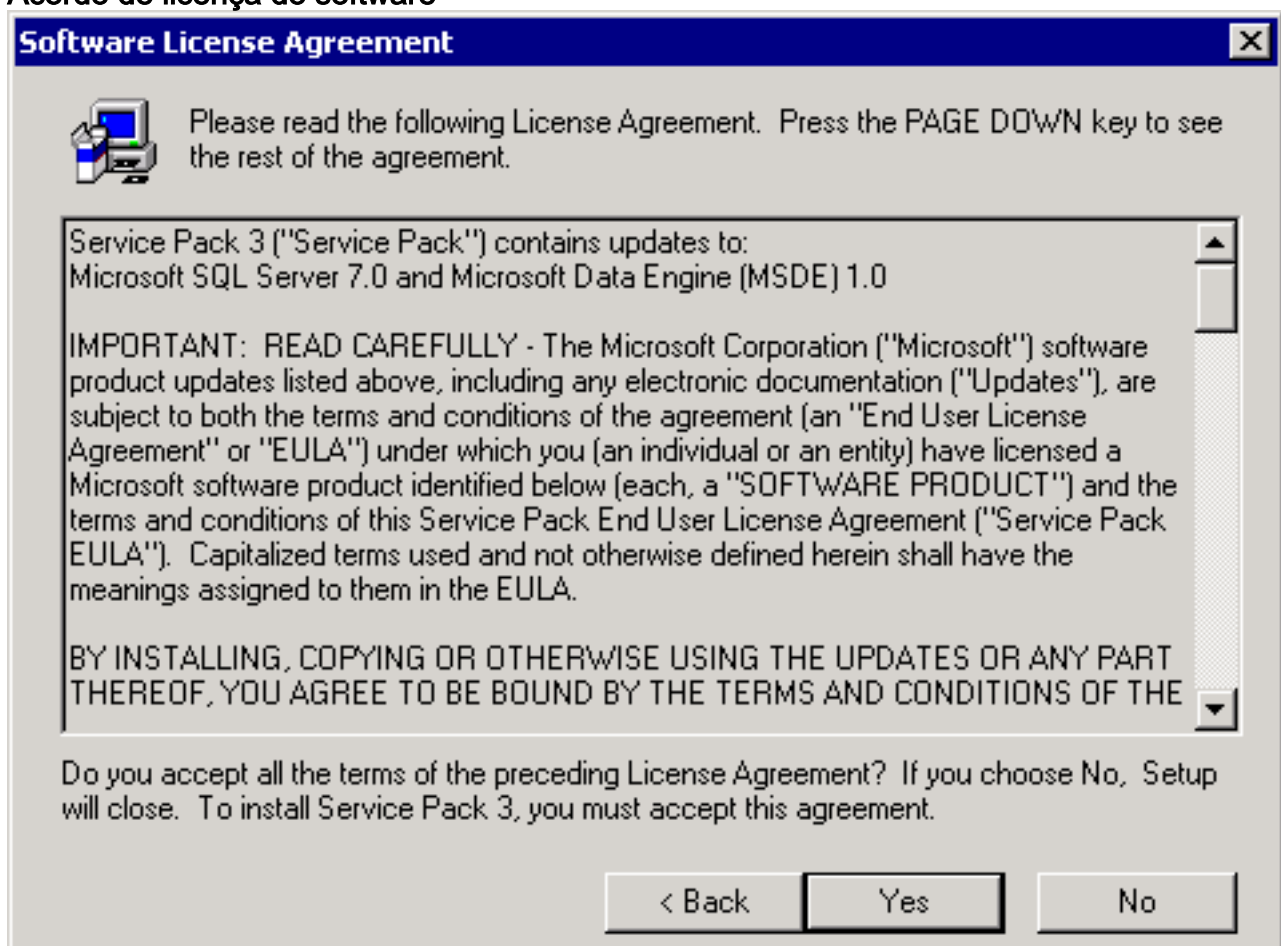 Acordo de licença de software
Software License Agreement
Please read the following License Agreement.  Press the PAGE DOWN key to see
the rest of the agreement.
Service Pack 3 ("Service Pack") contains updates to:
Microsoft SQL Server 7.0 and Microsoft Data Engine (MSDE) 1.0
IMPORTANT:  READ CAREFULLY - The Microsoft Corporation ("Microsoft") software
product updates listed above, including any electronic documentation ("Updates"), are
subject to both the terms and conditions of the agreement (an "End User License
Agreement" or "EULA") under which you (an individual or an entity) have licensed a
Microsoft software product identified below (each, a "SOFTWARE PRODUCT") and the
terms and conditions of this Service Pack End User License Agreement ("Service Pack
EULA").  Capitalized terms used and not otherwise defined herein shall have the
meanings assigned to them in the EULA.
BY INSTALLING, COPYING OR OTHERWISE USING THE UPDATES OR ANY PART
THEREOF, YOU AGREE TO BE BOUND BY THE TERMS AND CONDITIONS OF THE
Do you accept all the terms of the preceding License Agreement?  If you choose No,  Setup
will close.  To install Service Pack 3, you must accept this agreement.
< Back
Yes
No